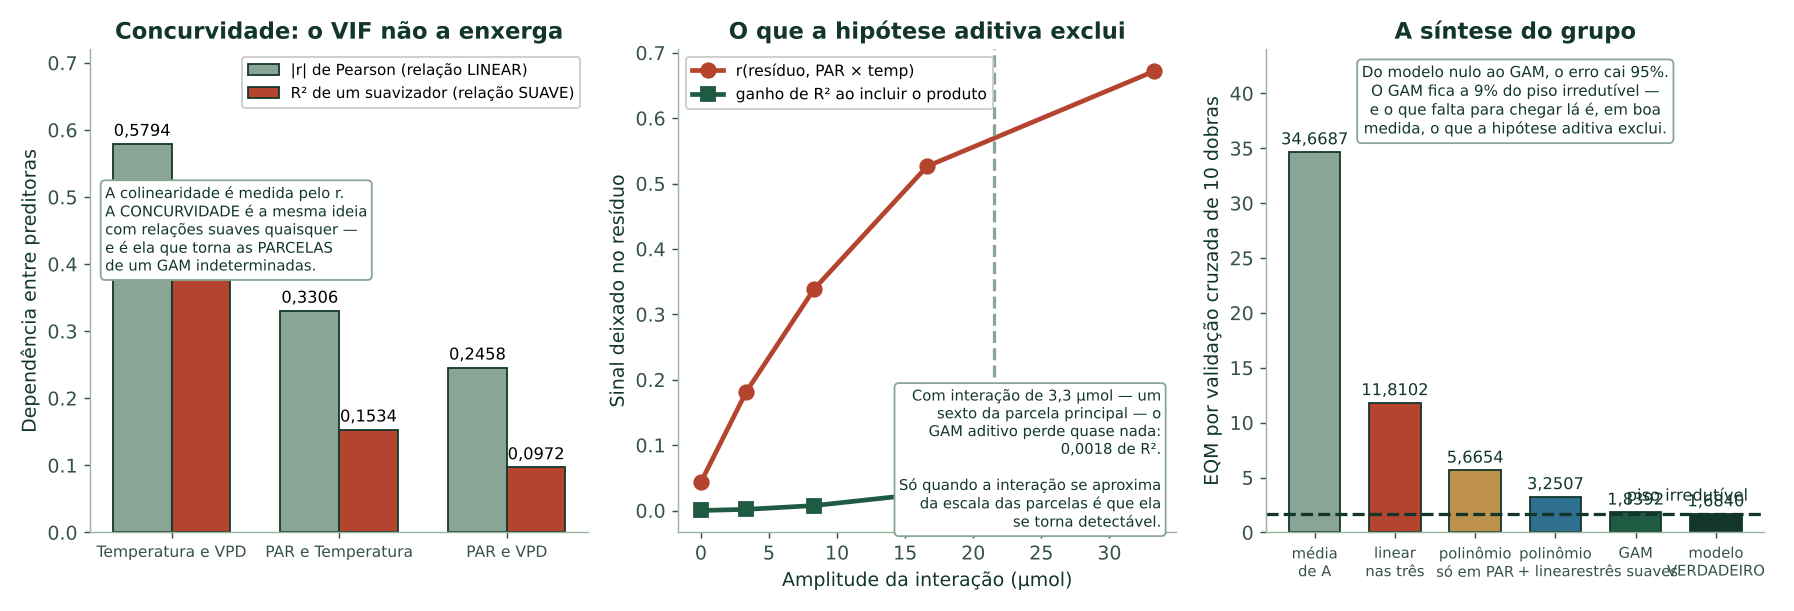 Concurvidade: o VIF não a enxerga
|r| de Pearson (relação LINEAR)
R² de um suavizador (relação SUAVE)
Dependência entre preditoras
0.7
0.6
0.5
0.4
0.3
0.2
0.1
0.0
0,5794
A colinearidade é medida pelo r.
A CONCURVIDADE é a mesma ideia
com relações suaves quaisquer —
e é ela que torna as PARCELAS
de um GAM indeterminadas.
0,3306
0,1534
0,2458
0,0972
Temperatura e VPD
PAR e Temperatura
PAR e VPD
O que a hipótese aditiva exclui
r(resíduo, PAR × temp)
ganho de R² ao incluir o produto
Sinal deixado no resíduo
0.7
0.6
0.5
0.4
0.3
0.2
0.1
0.0
Com interação de 3,3 µmol — um
sexto da parcela principal — o
GAM aditivo perde quase nada:
0,0018 de R².
Só quando a interação se aproxima
da escala das parcelas é que ela
se torna detectável.
0
5
10
15
20
25
30
Amplitude da interação (µmol)
A síntese do grupo
Do modelo nulo ao GAM, o erro cai 95%.
O GAM fica a 9% do piso irredutível —
e o que falta para chegar lá é, em boa
medida, o que a hipótese aditiva exclui.
EQM por validação cruzada de 10 dobras
40
35
30
25
20
15
10
5
0
34,6687
11,8102
5,6654
3,2507
1,8392
1,6840
piso irredutível
média
de A
linear
nas três
polinômio
só em PAR
polinômio
+ lineares
GAM
três suaves
modelo
VERDADEIRO